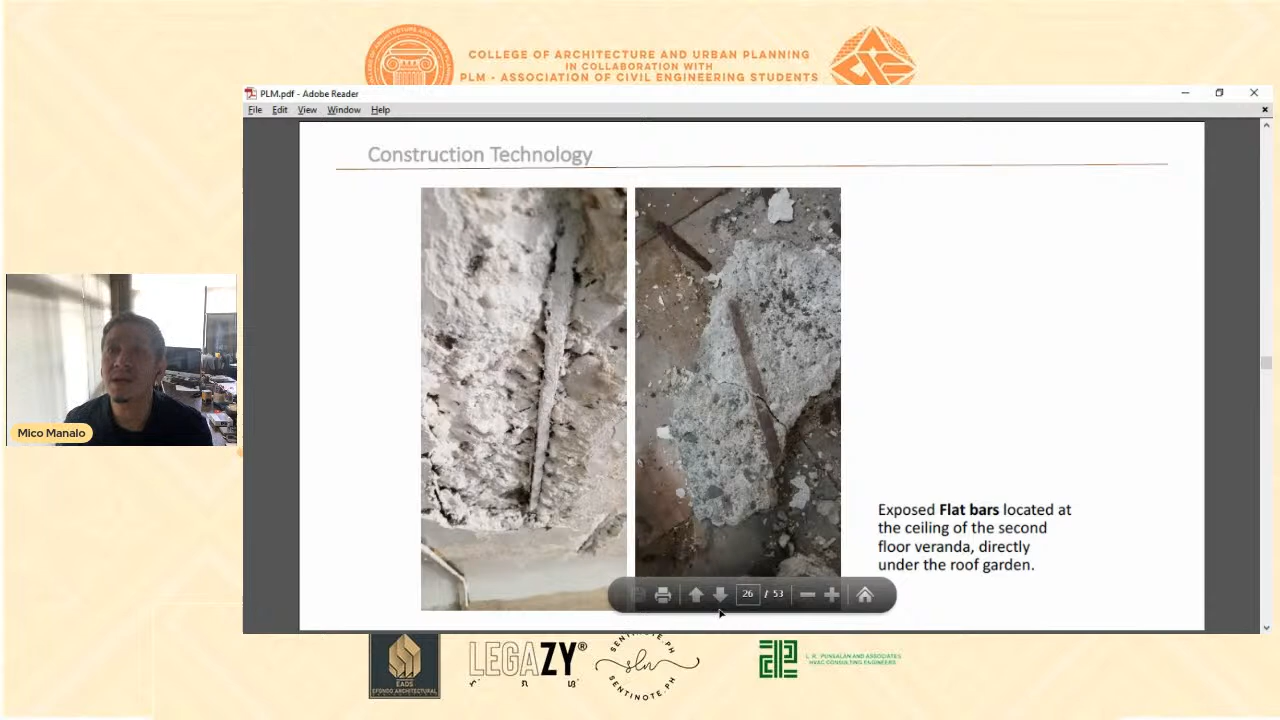 COLLEGE OF ARCHITECTURE AND URBAN PLANNING
IN COLLABORATION WITH
PLM - ASSOCIATION OF CIVIL ENGINEERING STUDENTS
PLM.pdf - Adobe Reader
File Edit View Window Help
Construction Technology
Mico Manalo
Exposed Flat bars located at
the ceiling of the second
floor veranda, directly
under the roof garden.
26 / 53
EADS
EFONDO ARCHITECTURAL
LEGAZY®
SENTINOTE.PH
sln
SENTINOTE.PH
L. R. PUNSALAN AND ASSOCIATES
HVAC CONSULTING ENGINEERS